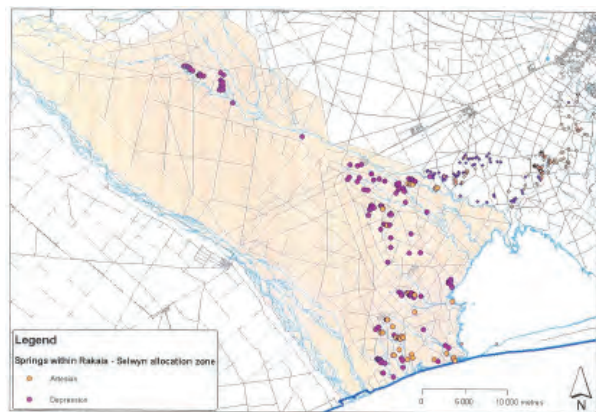 Legend
Springs within Rakaia - Selwyn allocation zone
Artesian
Depression
0 5 000 10 000 metres
N